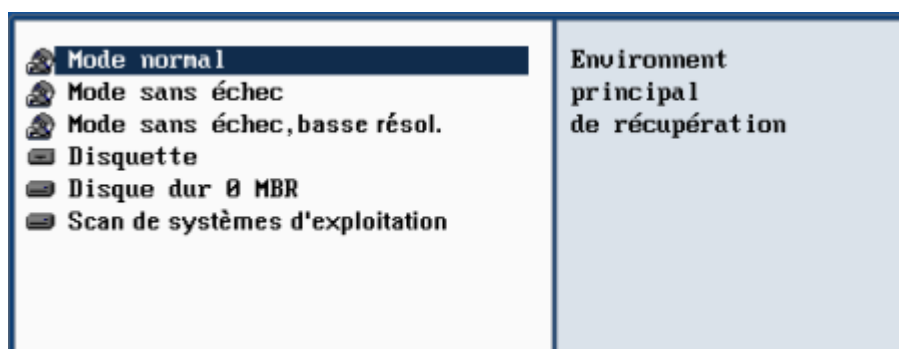 Mode normal
Mode sans échec
Mode sans échec,basse résol.
Disquette
Disque dur 0 MBR
Scan de systèmes d'exploitation
Environnent
principal
de récupération